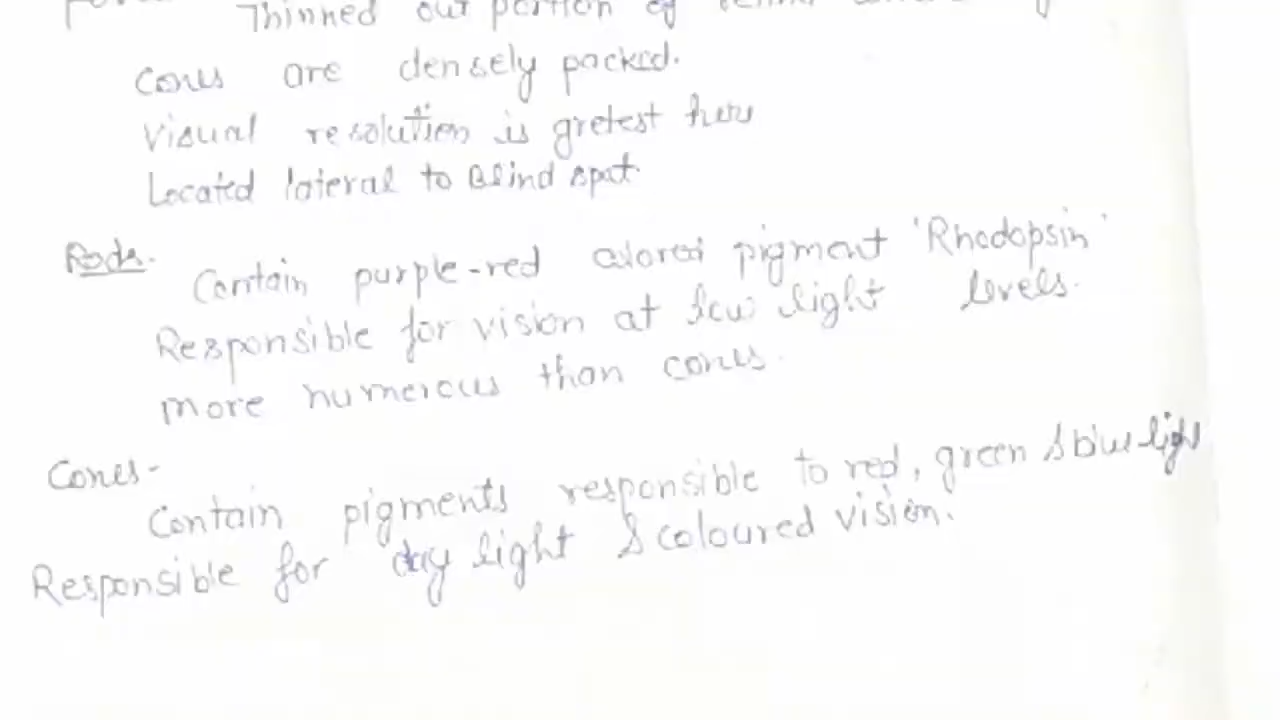 Thinned out portion of
Cones are densely packed.
Visual resolution is gretest here
Located lateral to Blind spot.
Rods.
Contain purple-red colored pigment 'Rhodopsin'
Responsible for vision at low light levels.
more numerous than cones.
Cones-
Contain pigments responsible to red, green & blue light
Responsible for day light & coloured vision.